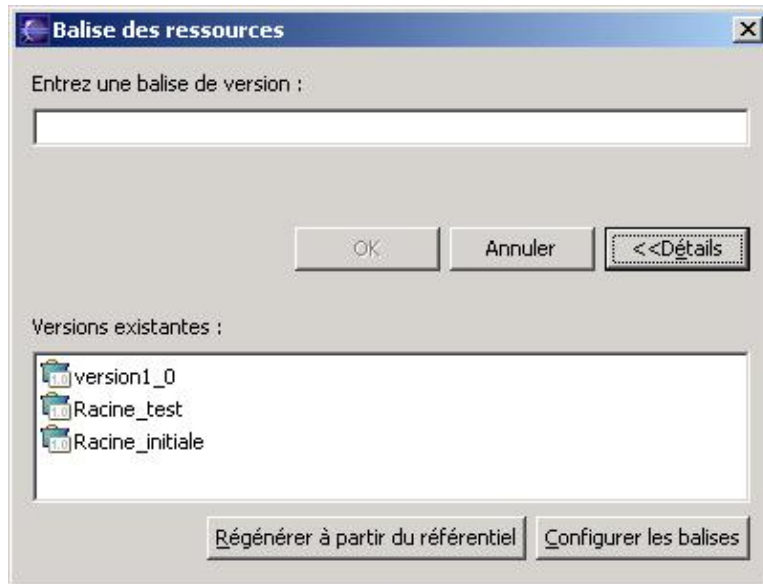 Balise des ressources
Entrez une balise de version :
OK Annuler <<Détails
Versions existantes :
version1_0
Racine_test
Racine_initiale
Régénérer à partir du référentiel Configurer les balises